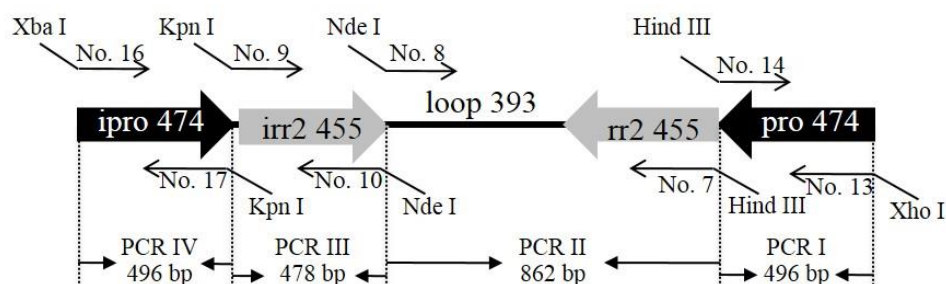 Xba I Kpn I Nde I Hind III
No. 16 No. 9 No. 8 No. 14
loop 393
ipro 474 irr2 455 rr2 455 pro 474
No. 17 No. 10 No. 7 No. 13
Kpn I Nde I Hind III Xho I
PCR IV PCR III PCR II PCR I
496 bp 478 bp 862 bp 496 bp